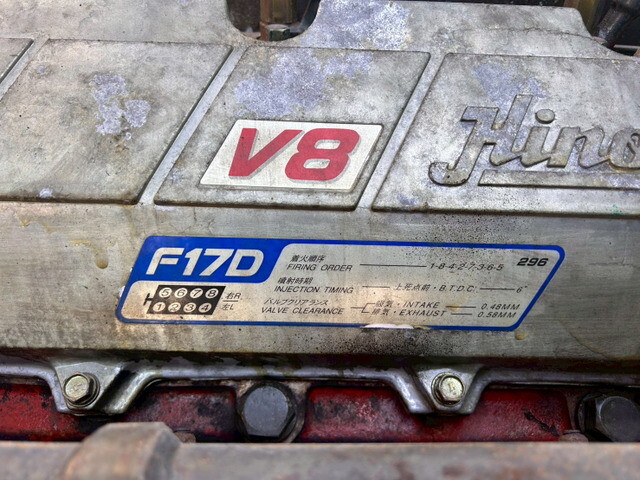 V8
Hino
F17D
着火順序
FIRING ORDER 1-8-4-2-7-3-6-5 296
噴射時期
INJECTION TIMING 上死点前・B.T.D.C: 6°
バルブクリアランス
VALVE CLEARANCE
吸気・INTAKE 0.48MM
排気・EXHAUST 0.58MM
⑤⑥⑦⑧ 右R
①②③④ 左L